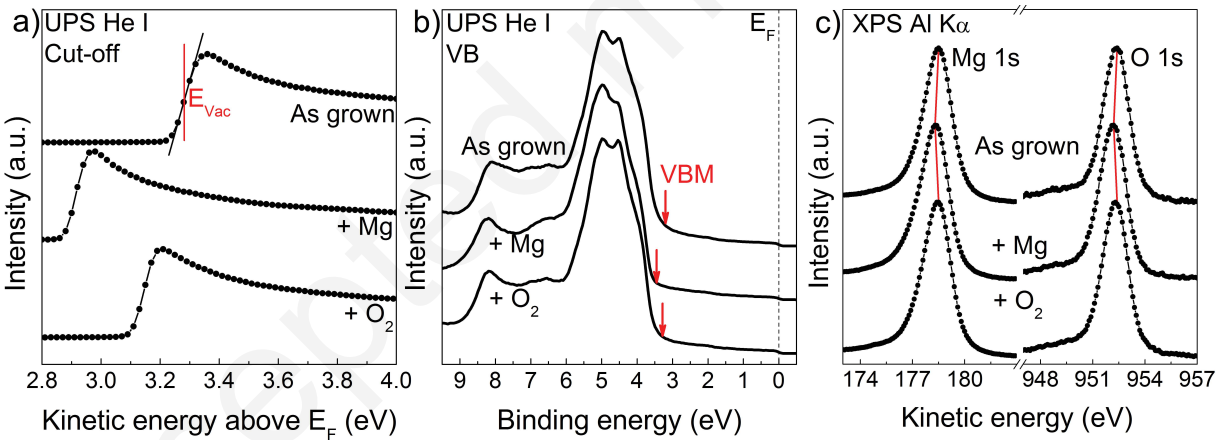 a)
UPS He I
Cut-off
E_Vac
As grown
+ Mg
+ O₂
Intensity (a.u.)
2.8 3.0 3.2 3.4 3.6 3.8 4.0
Kinetic energy above E_F (eV)
b)
UPS He I
VB
E_F
As grown
VBM
+ Mg
+ O₂
Intensity (a.u.)
9 8 7 6 5 4 3 2 1 0
Binding energy (eV)
c)
XPS Al Kα
Mg 1s
O 1s
As grown
+ Mg
+ O₂
Intensity (a.u.)
174 177 180 948 951 954 957
Kinetic energy (eV)